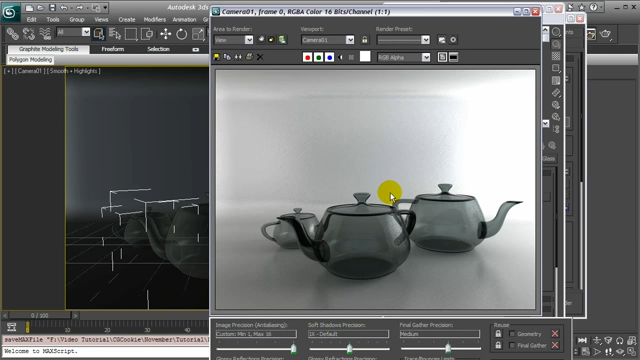 Autodesk 3ds
Edit
Tools
Group
Views
Create
Modifiers
All
Graphite Modeling Tools
Freeform
Selection
Polygon Modeling
[ + ] [ Camera01 ] [ Smooth + Highlights ]
Camera01, frame 0, RGBA Color 16 Bits/Channel (1:1)
Area to Render:
Viewport:
Render Preset:
View
Camera01
RGB Alpha
Glass
0 / 100
0
10
20
30
saveMAXFile "F:\Video Tutorial\CGCookie\November\Tutorial\
Welcome to MAXScript.
Image Precision (Antialiasing):
Soft Shadows Precision:
Final Gather Precision:
Reuse
Custom: Min 1, Max 16
1X - Default
Medium
Geometry
Final Gather
Glossy Reflections Precision:
Glossy Refractions Precision:
Trace/Bounces Limits